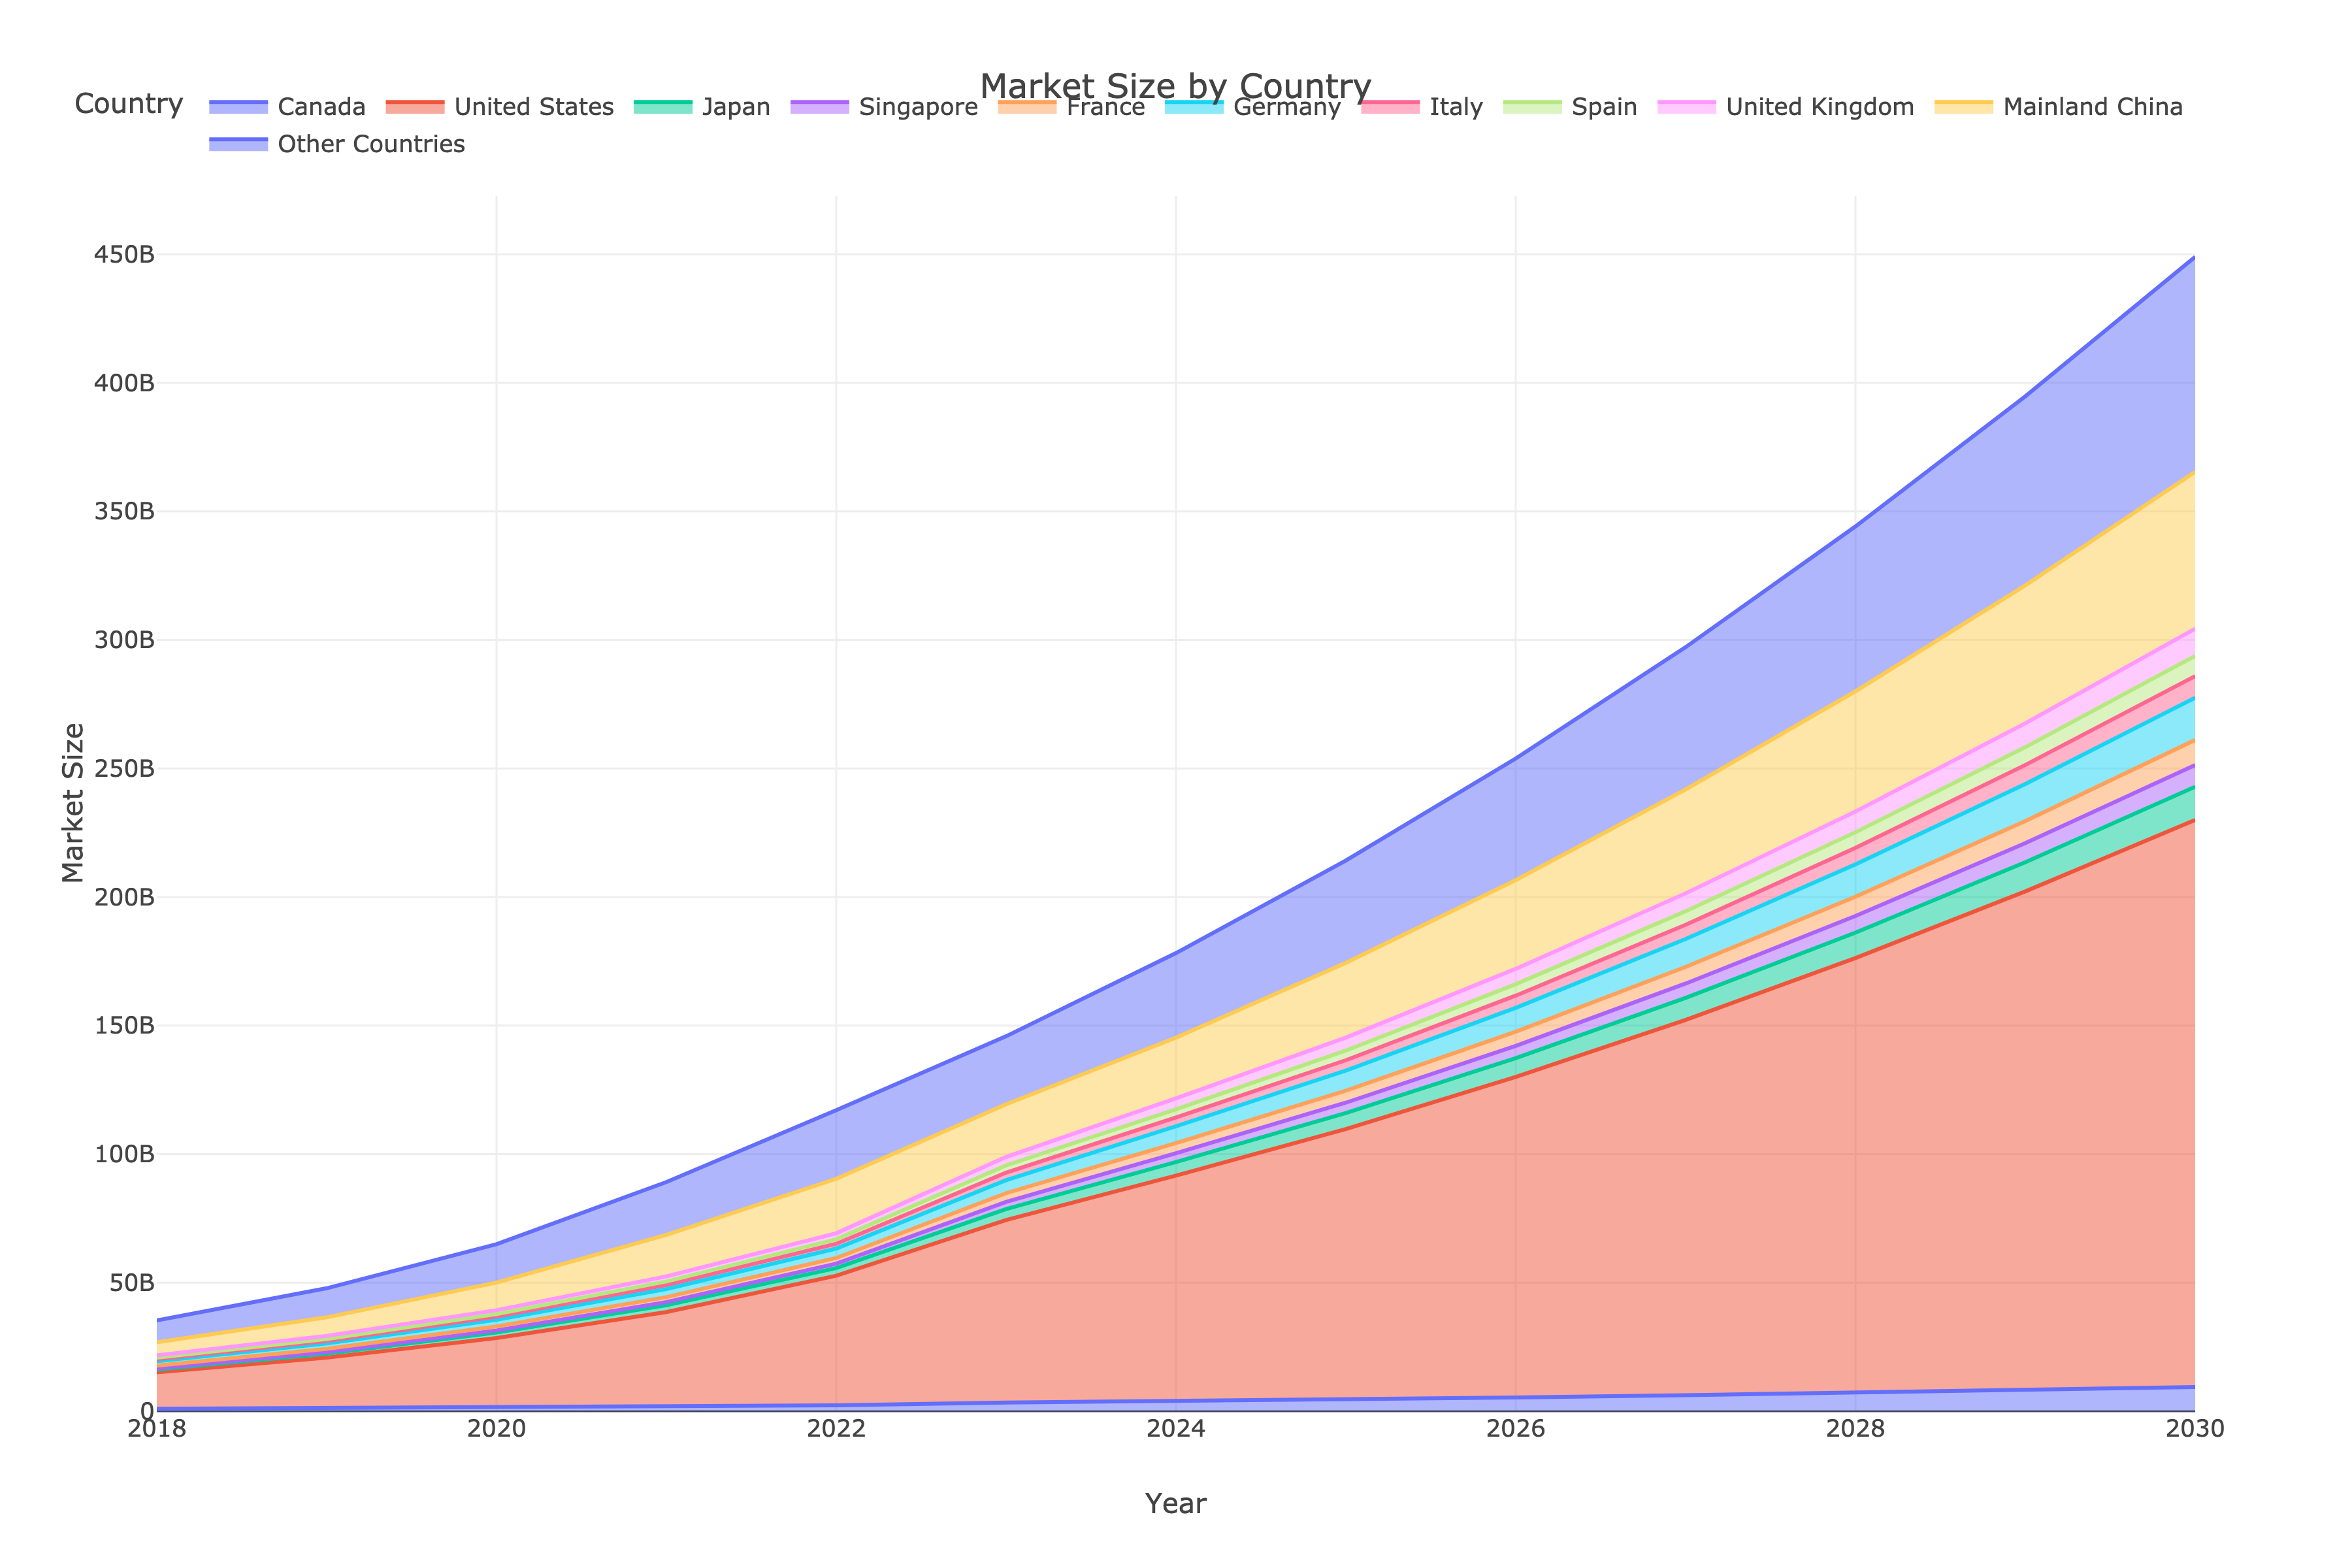 Market Size by Country
Country
Canada
United States
Japan
Singapore
France
Germany
Italy
Spain
United Kingdom
Mainland China
Other Countries
450B
400B
350B
300B
250B
200B
150B
100B
50B
0
Market Size
2018
2020
2022
2024
2026
2028
2030
Year